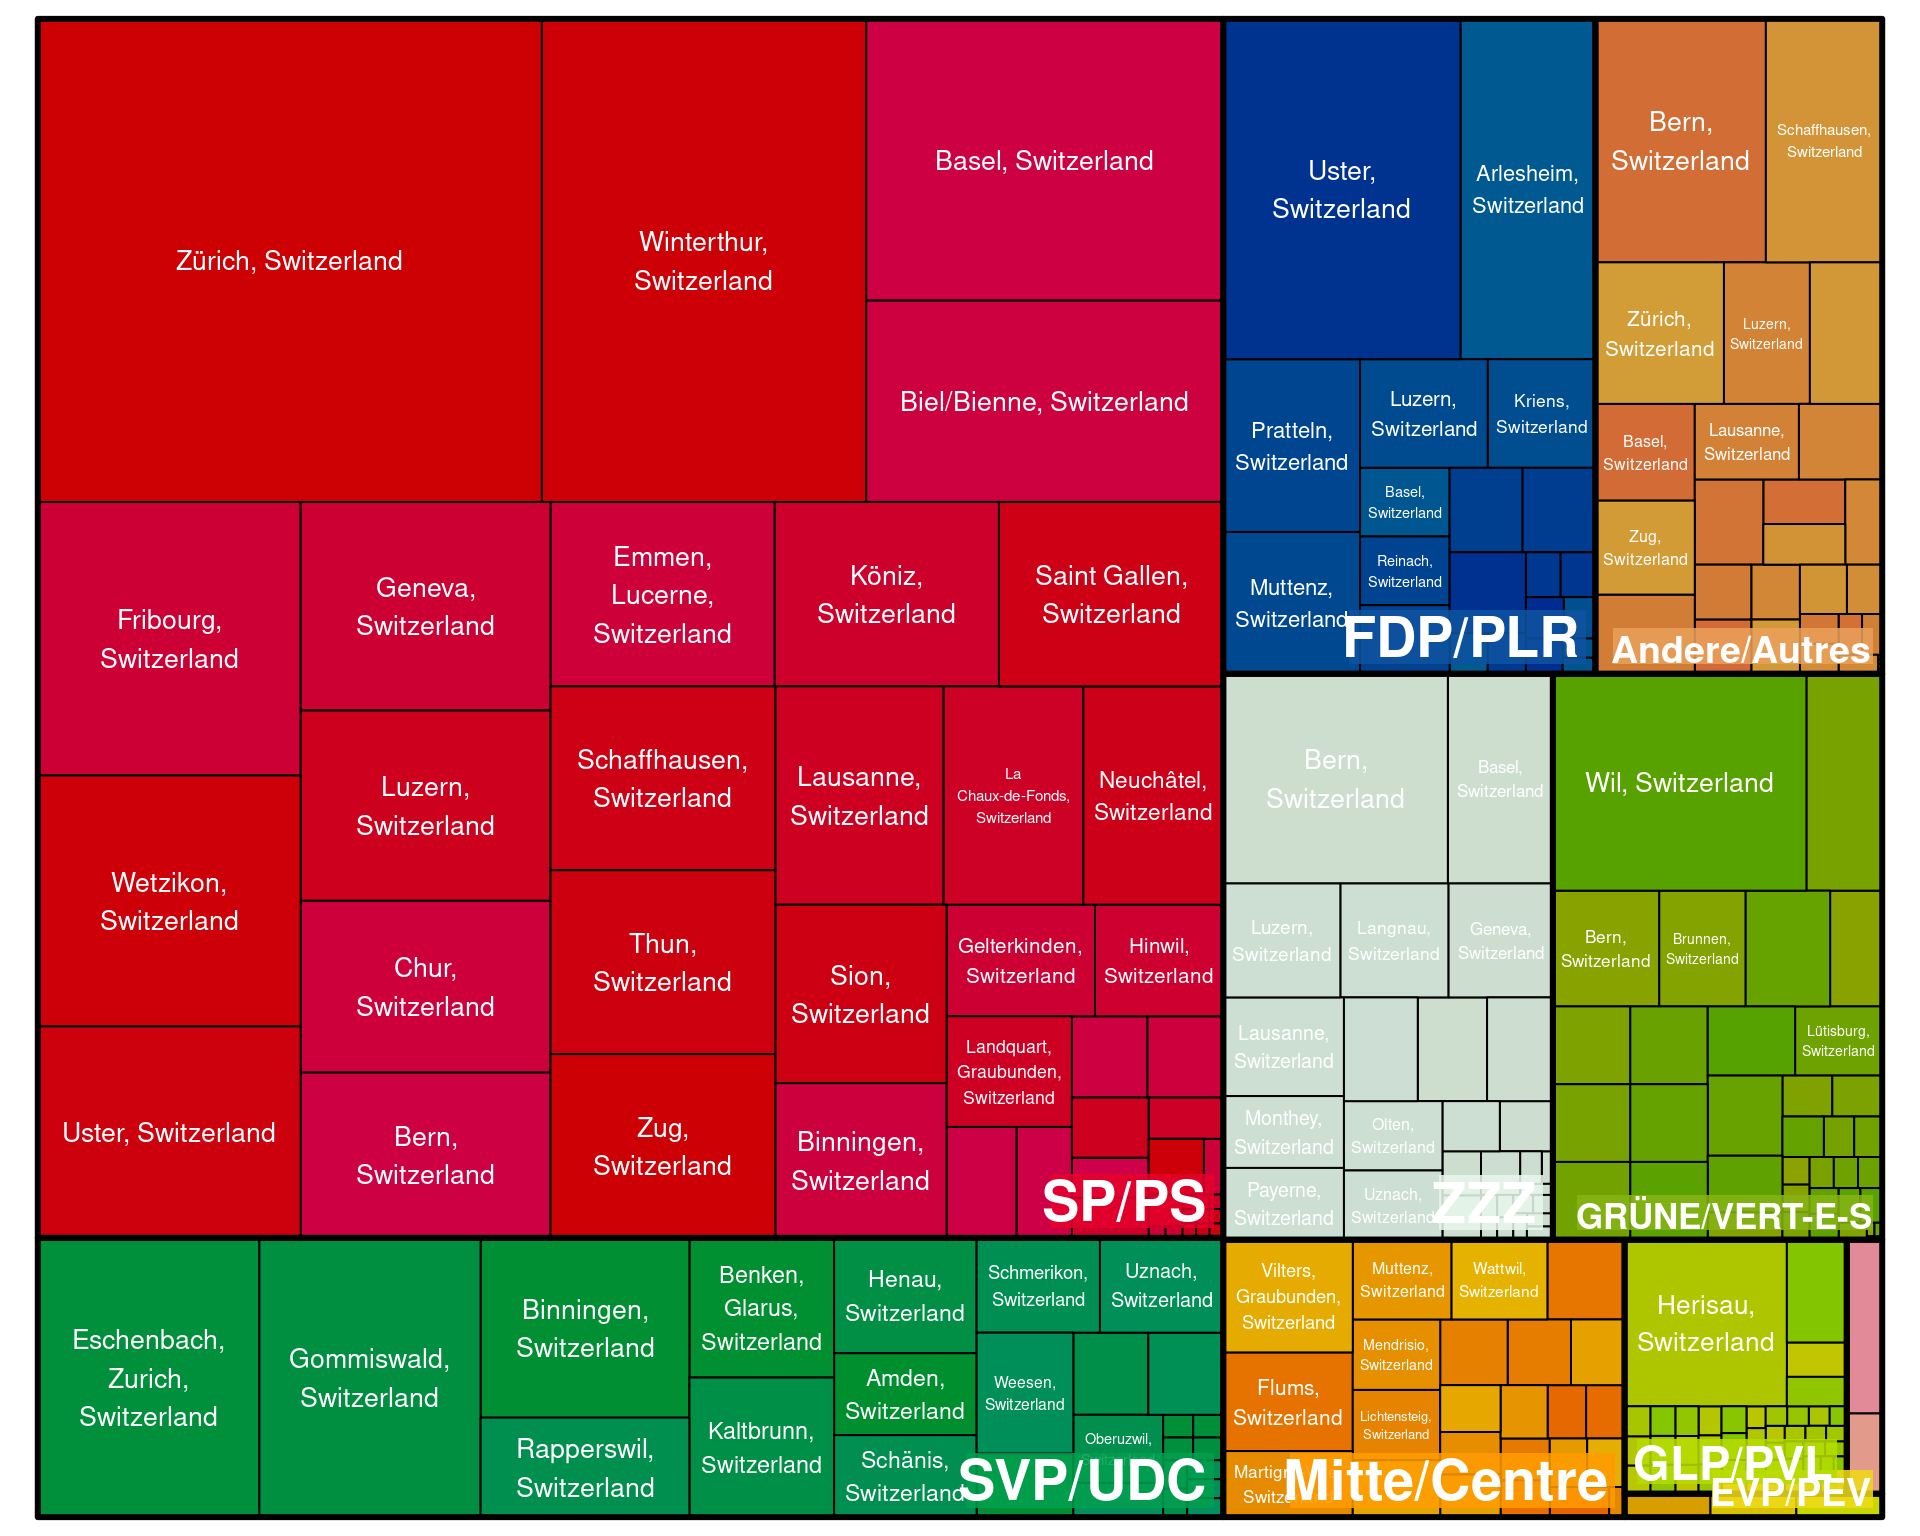 Zürich, Switzerland
Winterthur,
Switzerland
Basel, Switzerland
Biel/Bienne, Switzerland
Fribourg,
Switzerland
Wetzikon,
Switzerland
Uster, Switzerland
Geneva,
Switzerland
Luzern,
Switzerland
Chur,
Switzerland
Bern,
Switzerland
Emmen,
Lucerne,
Switzerland
Schaffhausen,
Switzerland
Thun,
Switzerland
Zug,
Switzerland
Köniz,
Switzerland
Saint Gallen,
Switzerland
Lausanne,
Switzerland
La
Chaux-de-Fonds,
Switzerland
Neuchâtel,
Switzerland
Sion,
Switzerland
Binningen,
Switzerland
Gelterkinden,
Switzerland
Hinwil,
Switzerland
Landquart,
Graubunden,
Switzerland
SP/PS
Eschenbach,
Zurich,
Switzerland
Gommiswald,
Switzerland
Binningen,
Switzerland
Rapperswil,
Switzerland
Benken,
Glarus,
Switzerland
Kaltbrunn,
Switzerland
Henau,
Switzerland
Amden,
Switzerland
Schänis,
Switzerland
Schmerikon,
Switzerland
Uznach,
Switzerland
Weesen,
Switzerland
Oberuzwil,
SVP/UDC
Uster,
Switzerland
Arlesheim,
Switzerland
Pratteln,
Switzerland
Muttenz,
Switzerland
Luzern,
Switzerland
Kriens,
Switzerland
Basel,
Switzerland
Reinach,
Switzerland
FDP/PLR
Bern,
Switzerland
Schaffhausen,
Switzerland
Zürich,
Switzerland
Luzern,
Switzerland
Basel,
Switzerland
Lausanne,
Switzerland
Zug,
Switzerland
Andere/Autres
Bern,
Switzerland
Basel,
Switzerland
Luzern,
Switzerland
Langnau,
Switzerland
Geneva,
Switzerland
Lausanne,
Switzerland
Monthey,
Switzerland
Payerne,
Switzerland
Olten,
Switzerland
Uznach,
Switzerland
ZZZ
Wil, Switzerland
Bern,
Switzerland
Brunnen,
Switzerland
Lütisburg,
Switzerland
GRÜNE/VERT-E-S
Vilters,
Graubunden,
Switzerland
Flums,
Switzerland
Muttenz,
Switzerland
Wattwil,
Switzerland
Mendrisio,
Switzerland
Lichtensteig,
Switzerland
Mitte/Centre
Herisau,
Switzerland
GLP/PVL
EVP/PEV